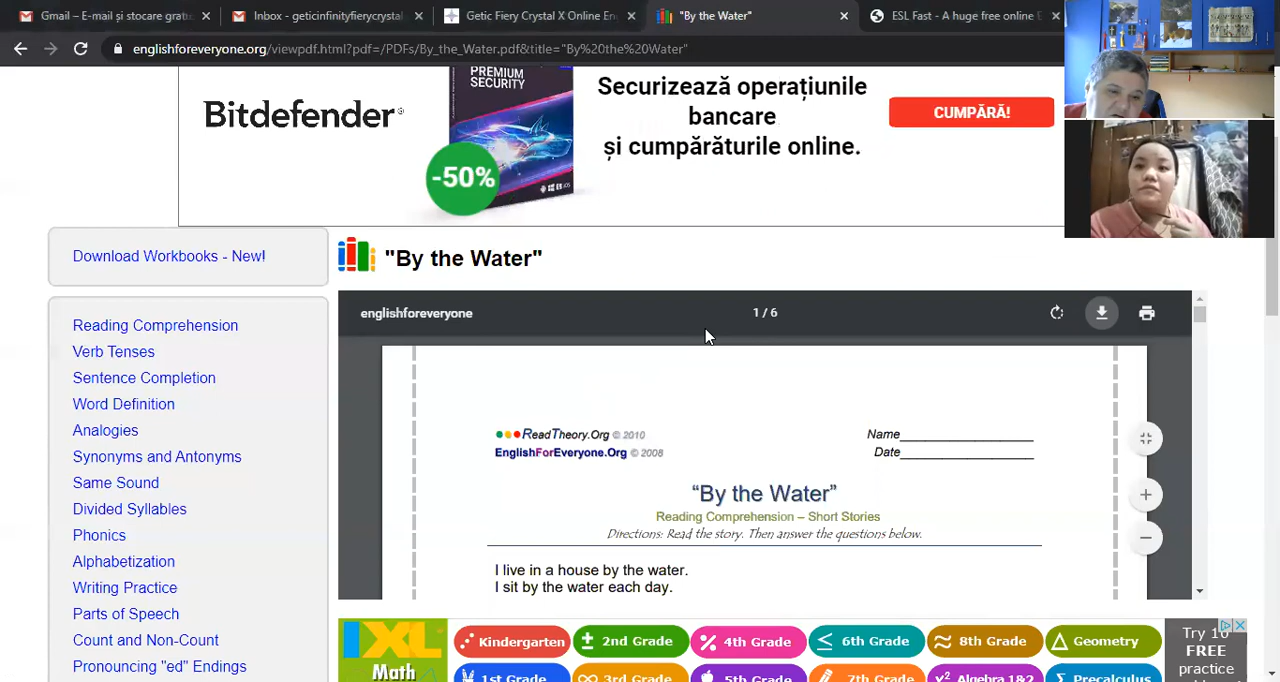 Gmail – E-mail și stocare gratu
Inbox - geticinfinityfierycrystal
Getic Fiery Crystal X Online En
"By the Water"
ESL Fast - A huge free online E
englishforeveryone.org/viewpdf.html?pdf=/PDFs/By_the_Water.pdf&title="By%20the%20Water"
Bitdefender
PREMIUM
SECURITY
-50%
Securizează operațiunile
bancare
și cumpărăturile online.
CUMPĂRĂ!
Download Workbooks - New!
"By the Water"
Reading Comprehension
Verb Tenses
Sentence Completion
Word Definition
Analogies
Synonyms and Antonyms
Same Sound
Divided Syllables
Phonics
Alphabetization
Writing Practice
Parts of Speech
Count and Non-Count
Pronouncing "ed" Endings
englishforeveryone
1 / 6
ReadTheory.Org © 2010
EnglishForEveryone.Org © 2008
Name____________________
Date____________________
“By the Water”
Reading Comprehension – Short Stories
Directions: Read the story. Then answer the questions below.
I live in a house by the water.
I sit by the water each day.
IXL
Math
Kindergarten
2nd Grade
4th Grade
6th Grade
8th Grade
Geometry
1st Grade
3rd Grade
5th Grade
7th Grade
Algebra 1&2
Precalculus
Try 10
FREE
practice